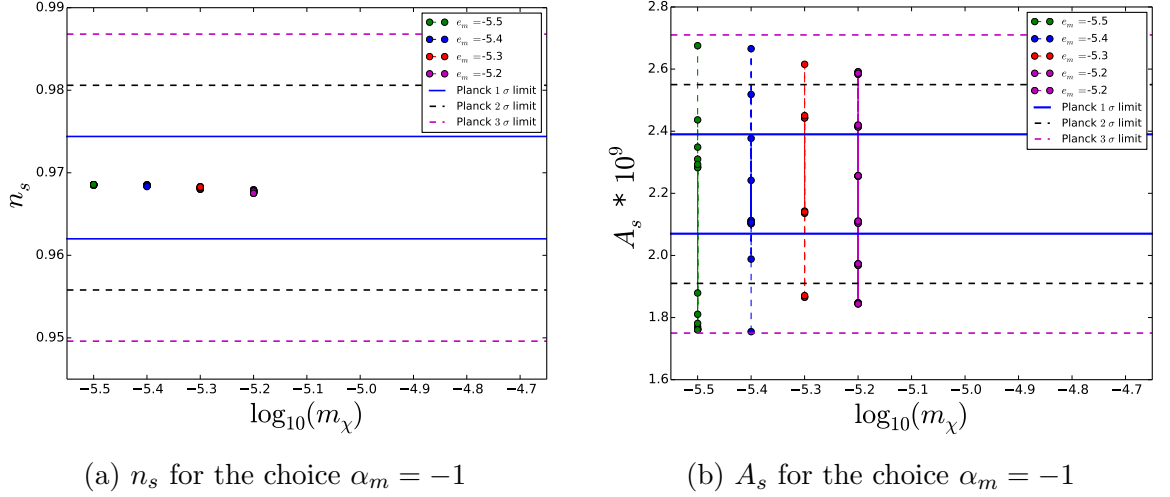 0.99
0.98
0.97
0.96
0.95
n_s
−5.5 −5.4 −5.3 −5.2 −5.1 −5.0 −4.9 −4.8 −4.7
log₁₀(m_χ)
e_m =-5.5
e_m =-5.4
e_m =-5.3
e_m =-5.2
Planck 1 σ limit
Planck 2 σ limit
Planck 3 σ limit
(a) n_s for the choice α_m = −1
2.8
2.6
2.4
2.2
2.0
1.8
1.6
A_s * 10⁹
−5.5 −5.4 −5.3 −5.2 −5.1 −5.0 −4.9 −4.8 −4.7
log₁₀(m_χ)
e_m =-5.5
e_m =-5.4
e_m =-5.3
e_m =-5.2
e_m =-5.2
Planck 1 σ limit
Planck 2 σ limit
Planck 3 σ limit
(b) A_s for the choice α_m = −1